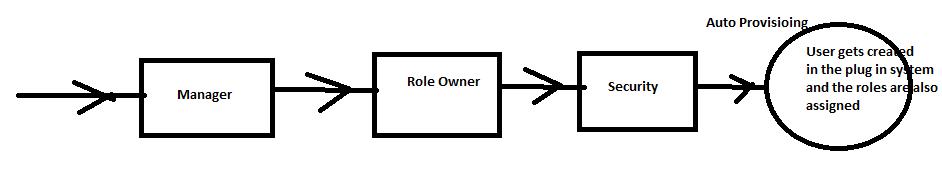 Manager
Role Owner
Security
Auto Provisioing
User gets created
in the plug in system
and the roles are also
assigned